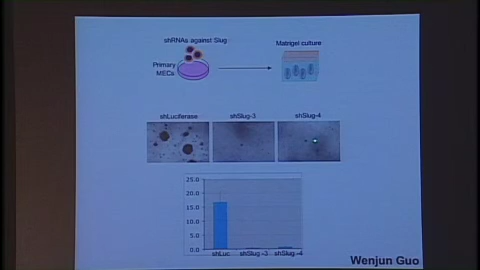 shRNAs against Slug
Matrigel culture
Primary
MECs
shLuciferase
shSlug-3
shSlug-4
25.0
20.0
15.0
10.0
5.0
0.0
shLuc
shSlug -3
shSlug -4
Wenjun Guo